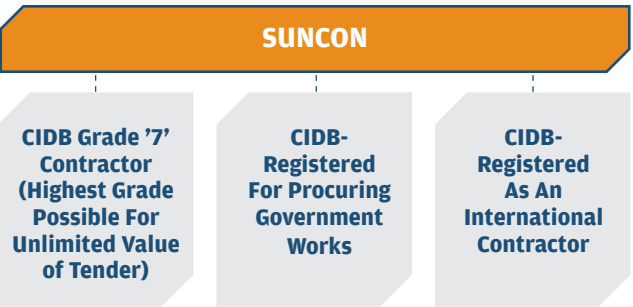 SUNCON
CIDB Grade ’7’
Contractor
(Highest Grade
Possible For
Unlimited Value
of Tender)
CIDB-
Registered
For Procuring
Government
Works
CIDB-
Registered
As An
International
Contractor